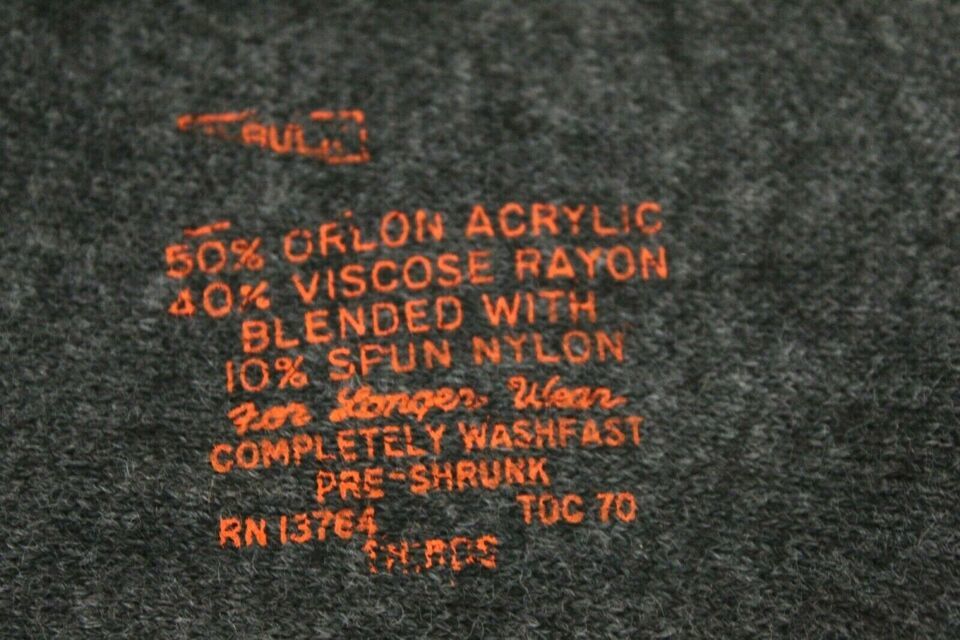 50% ORLON ACRYLIC
40% VISCOSE RAYON
BLENDED WITH
10% SPUN NYLON
For Longer Wear
COMPLETELY WASHFAST
PRE-SHRUNK
RN 13764 TOC 70